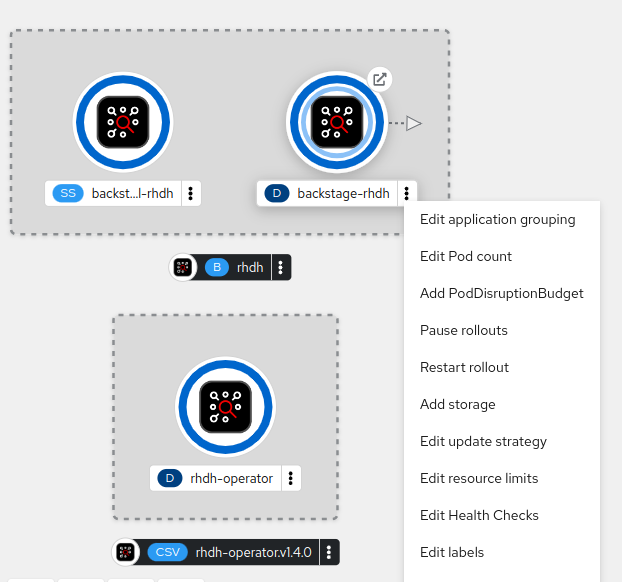 SS backst...l-rhdh
D backstage-rhdh
Edit application grouping
Edit Pod count
Add PodDisruptionBudget
Pause rollouts
Restart rollout
Add storage
Edit update strategy
Edit resource limits
Edit Health Checks
Edit labels
B rhdh
D rhdh-operator
CSV rhdh-operator.v1.4.0